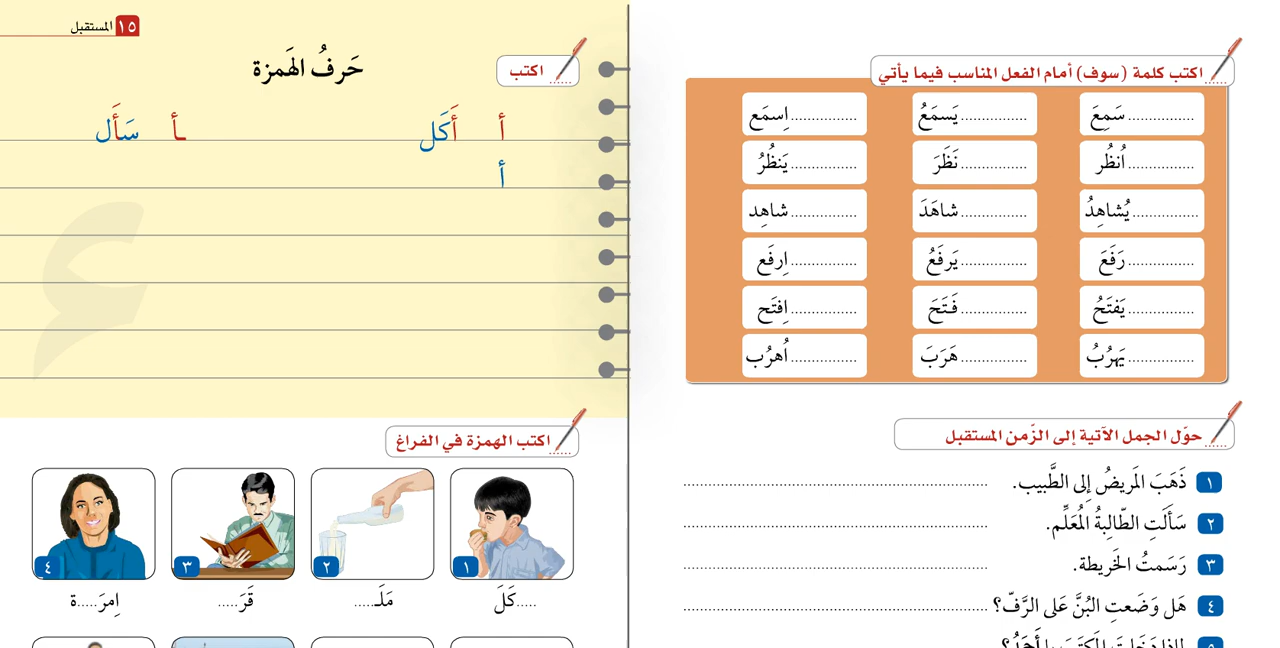 اكتب كلمة (سوف) أمام الفعل المناسب فيما يأتي
...............سَمِعَ ...............يَسمَعُ ...............اِسمَع
...............اُنظُر ...............نَظَرَ ...............يَنظُرُ
...............يُشاهِدُ ...............شاهَدَ ...............شاهِد
...............رَفَعَ ...............يَرفَعُ ...............اِرفَع
...............يَفتَحُ ...............فَتَحَ ...............اِفتَح
...............يَهرُبُ ...............هَرَبَ ...............اُهرُب
حوّل الجمل الآتية إلى الزّمن المستقبل
١ ذَهَبَ المَريضُ إلى الطَّبيب. ...............
٢ سَأَلَتِ الطّالِبةُ المُعَلِّم. ...............
٣ رَسَمتُ الخَريطة. ...............
٤ هَل وَضَعتِ البُنَّ عَلى الرَّفّ؟ ...............
١٥ المستقبل
اكتب
حَرفُ الهَمزة
أ أَكَل ـأ سَأَل
أ
ء
اكتب الهمزة في الفراغ
١ ٢ ٣ ٤
.....كَلَ مَلَـ..... قَرَ..... اِمرَ.....ة